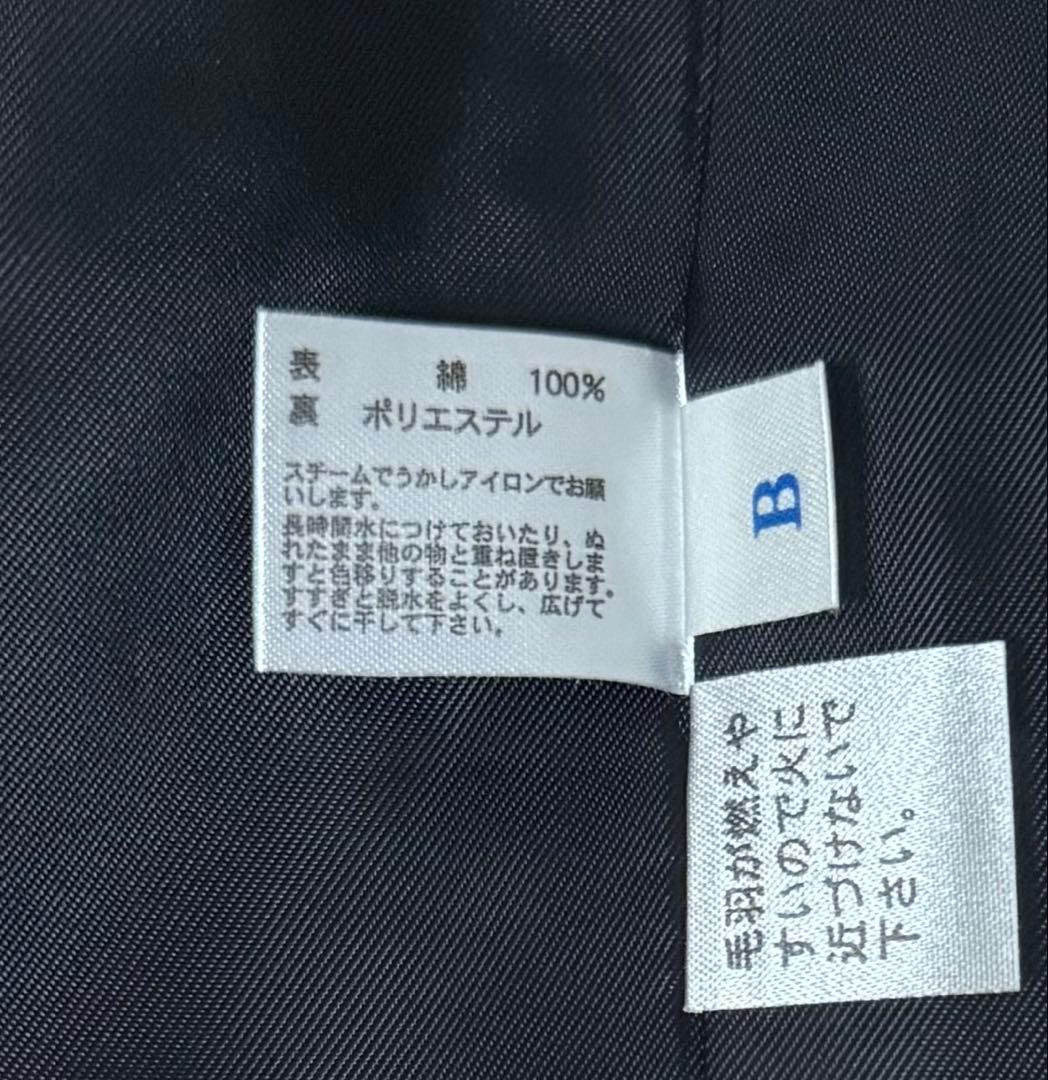 表 綿 100%
裏 ポリエステル
スチームでうかしアイロンでお願
いします。
長時間水につけておいたり、ぬ
れたまま他の物と重ね置きしま
すと色移りすることがあります。
すすぎと脱水をよくし、広げて
すぐに干して下さい。
B
毛羽が燃えや
すいので火に
近づけないで
下さい。